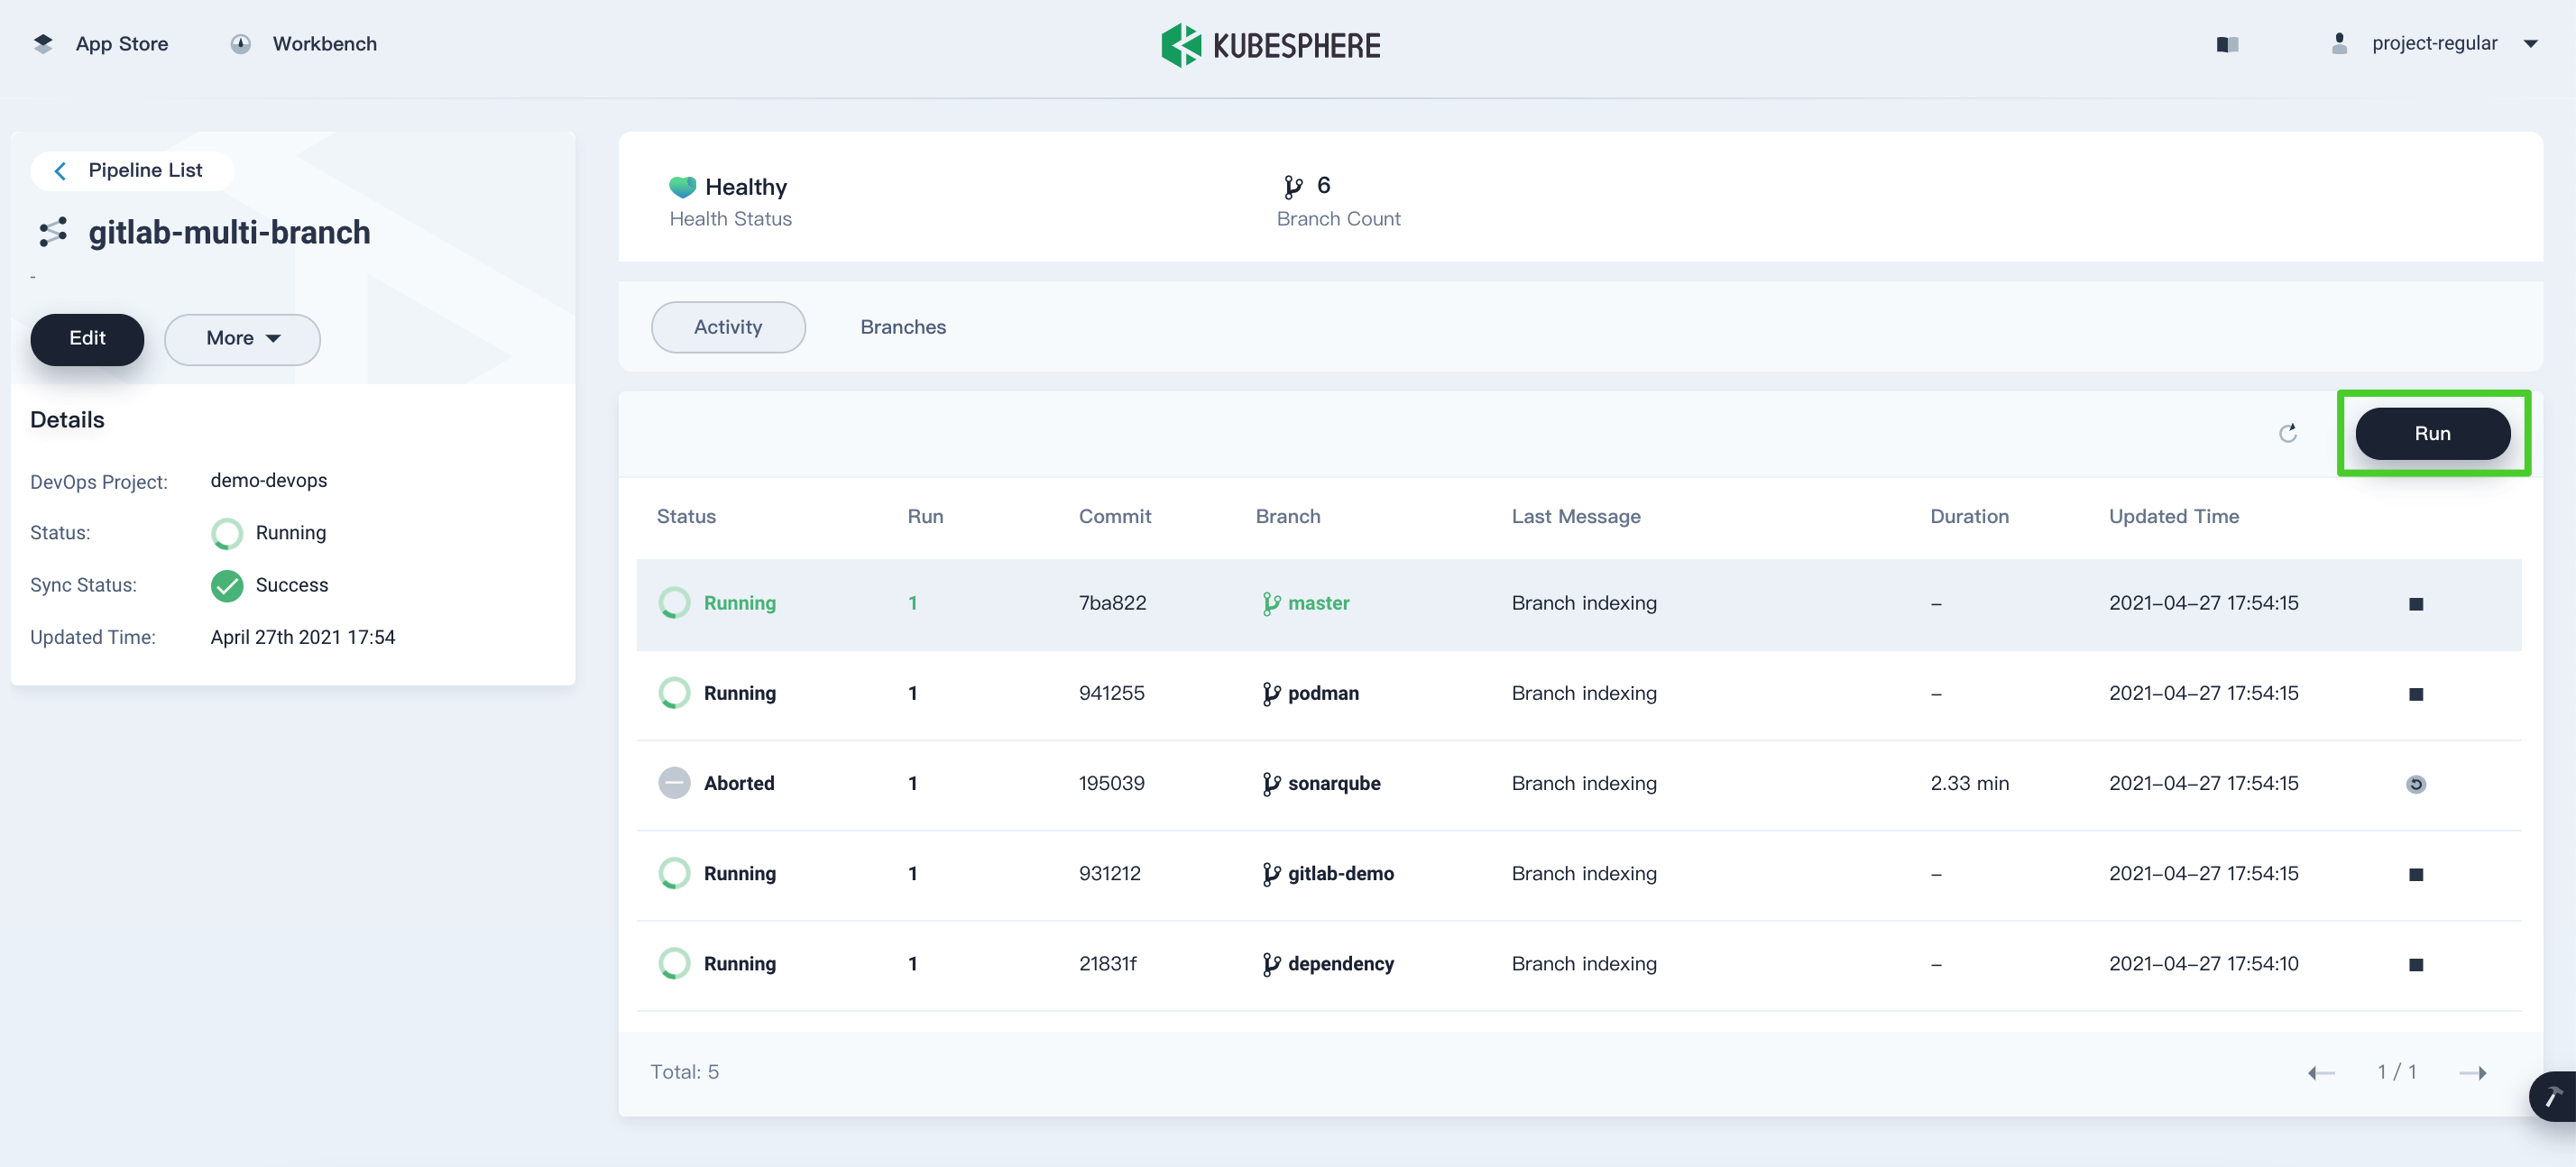 App Store
Workbench
KUBESPHERE
project-regular
Pipeline List
gitlab-multi-branch
-
Edit
More
Details
DevOps Project: demo-devops
Status: Running
Sync Status: Success
Updated Time: April 27th 2021 17:54
Healthy
Health Status
6
Branch Count
Activity
Branches
Run
Status Run Commit Branch Last Message Duration Updated Time
Running 1 7ba822 master Branch indexing – 2021–04–27 17:54:15
Running 1 941255 podman Branch indexing – 2021–04–27 17:54:15
Aborted 1 195039 sonarqube Branch indexing 2.33 min 2021–04–27 17:54:15
Running 1 931212 gitlab-demo Branch indexing – 2021–04–27 17:54:15
Running 1 21831f dependency Branch indexing – 2021–04–27 17:54:10
Total: 5
1 / 1